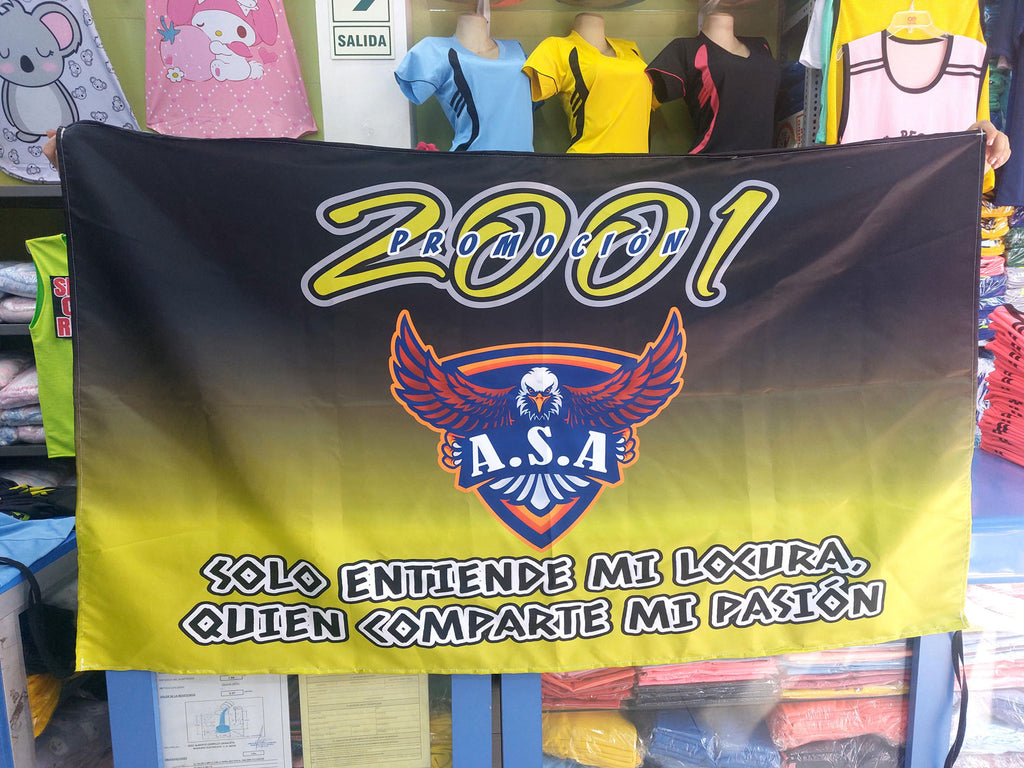 SALIDA
2001
PROMOCIÓN
A.S.A
SOLO ENTIENDE MI LOCURA,
QUIEN COMPARTE MI PASIÓN